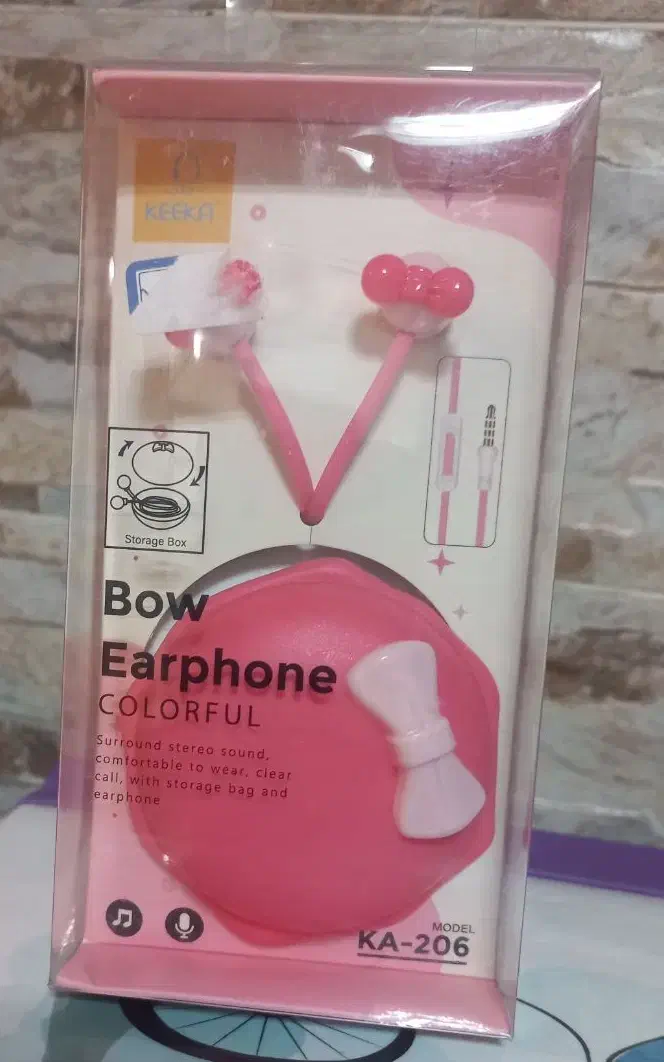 KEEKA
Storage Box
Bow
Earphone
COLORFUL
Surround stereo sound,
comfortable to wear, clear
call, with storage bag and
earphone
MODEL
KA-206